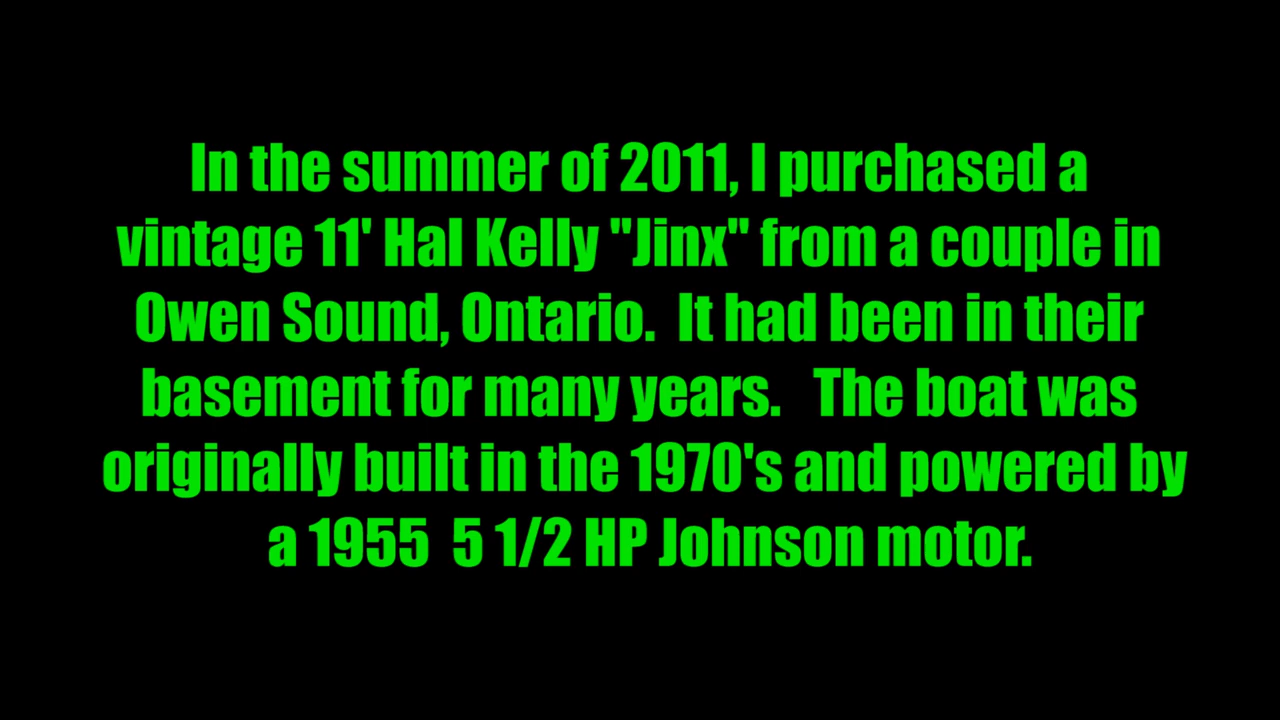 In the summer of 2011, I purchased a
vintage 11' Hal Kelly "Jinx" from a couple in
Owen Sound, Ontario.  It had been in their
basement for many years.   The boat was
originally built in the 1970's and powered by
a 1955  5 1/2 HP Johnson motor.